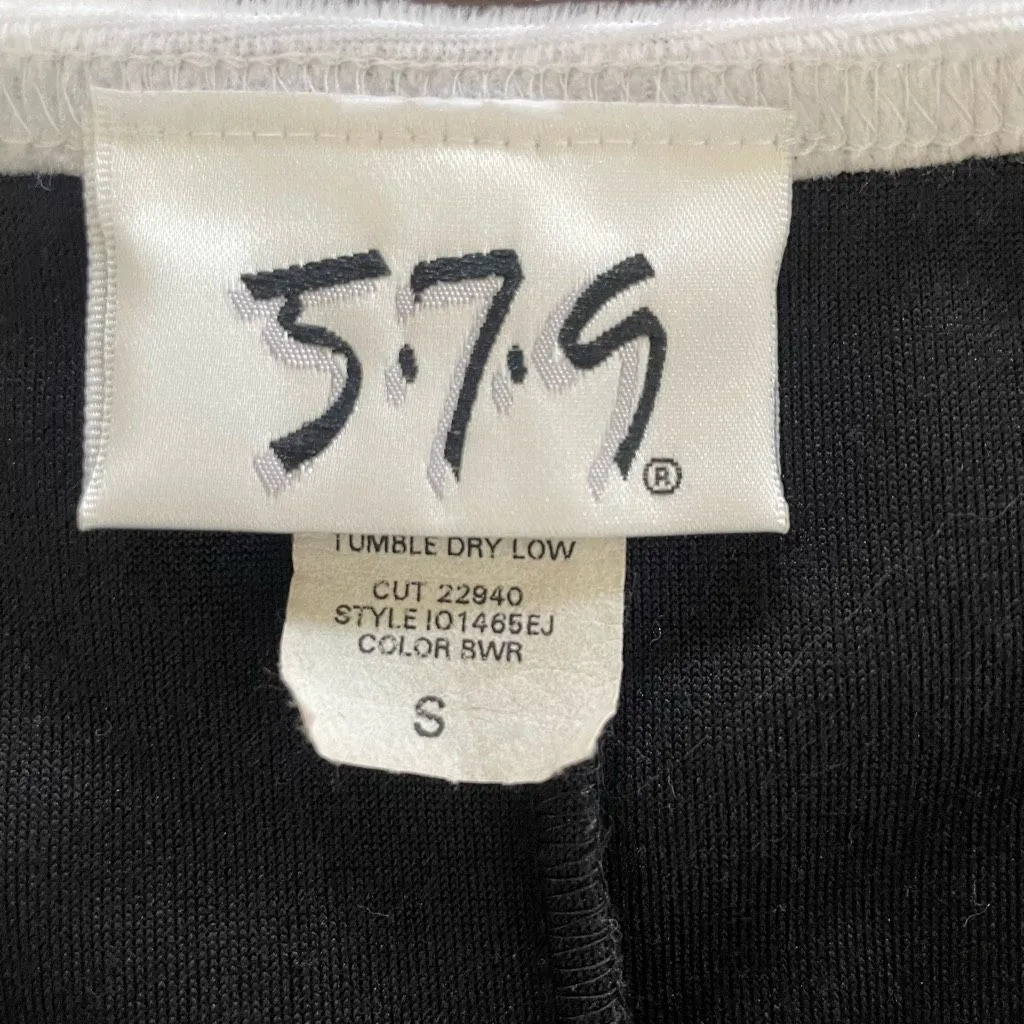 5·7·9®
TUMBLE DRY LOW
CUT 22940
STYLE I01465EJ
COLOR BWR
S